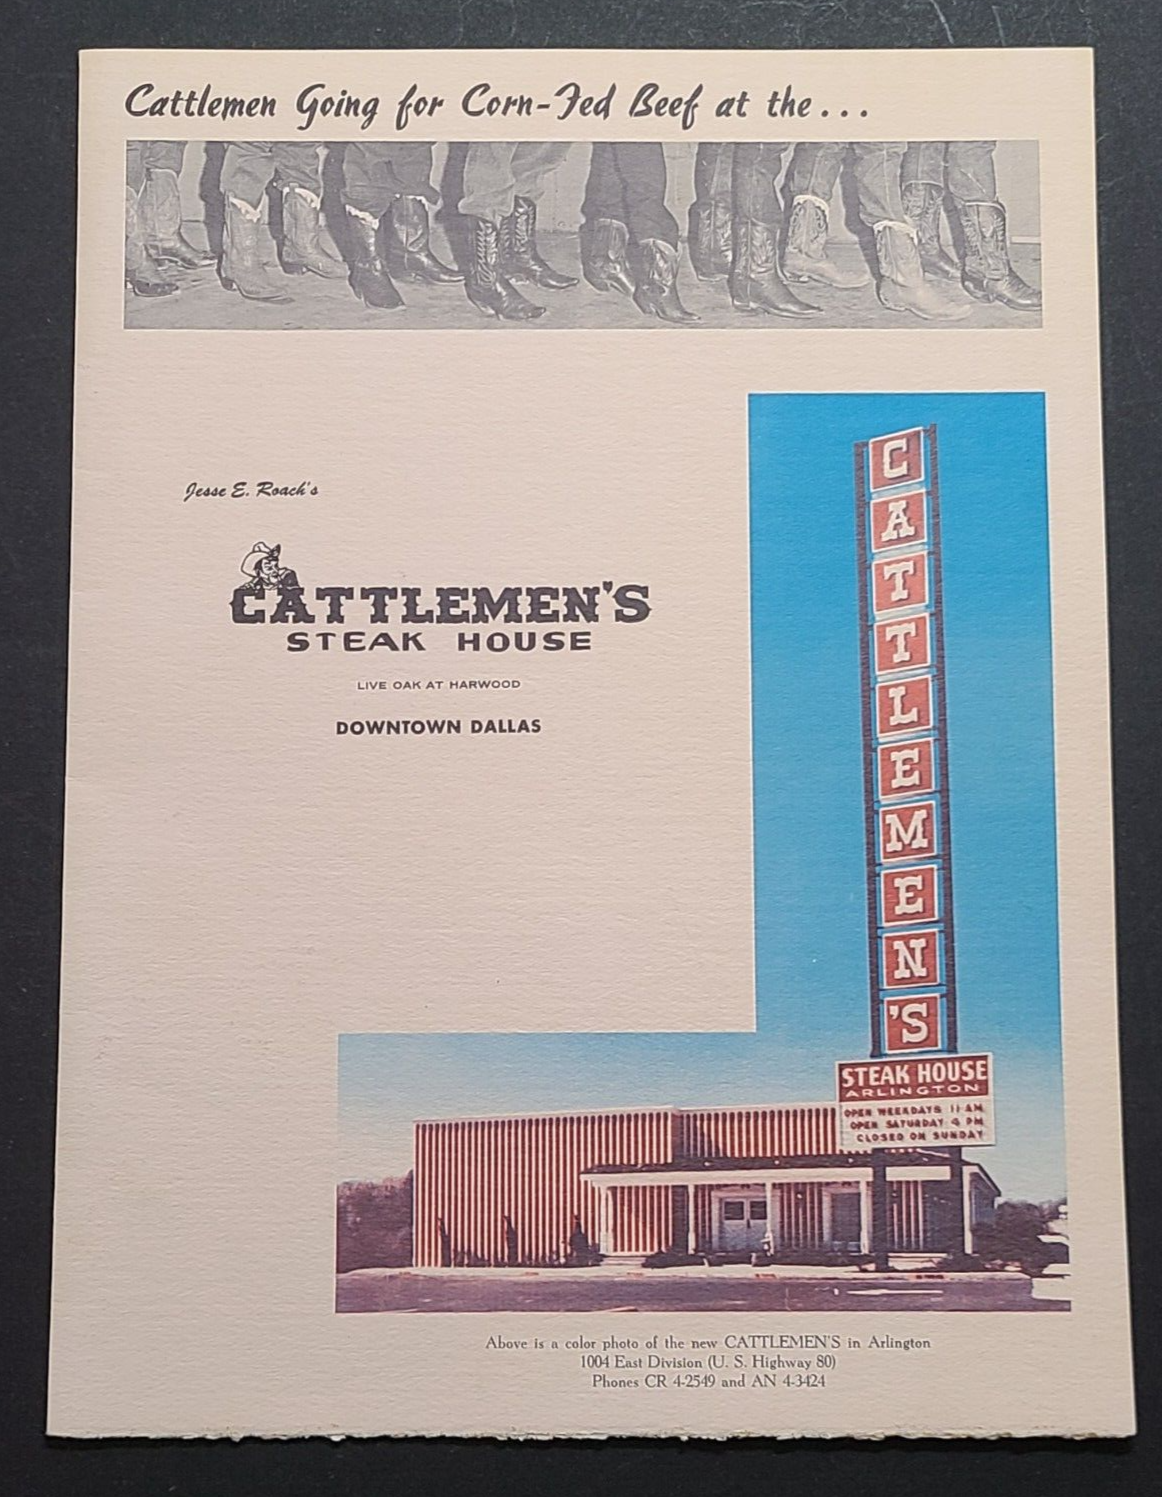 Cattlemen Going for Corn-Fed Beef at the...
Jesse E. Roach's
CATTLEMEN'S
STEAK HOUSE
LIVE OAK AT HARWOOD
DOWNTOWN DALLAS
CATTLEMEN'S
STEAK HOUSE
ARLINGTON
OPEN WEEKDAYS 11 AM
OPEN SATURDAY 4 PM
CLOSED ON SUNDAY
Above is a color photo of the new CATTLEMEN'S in Arlington
1004 East Division (U. S. Highway 80)
Phones CR 4-2549 and AN 4-3424